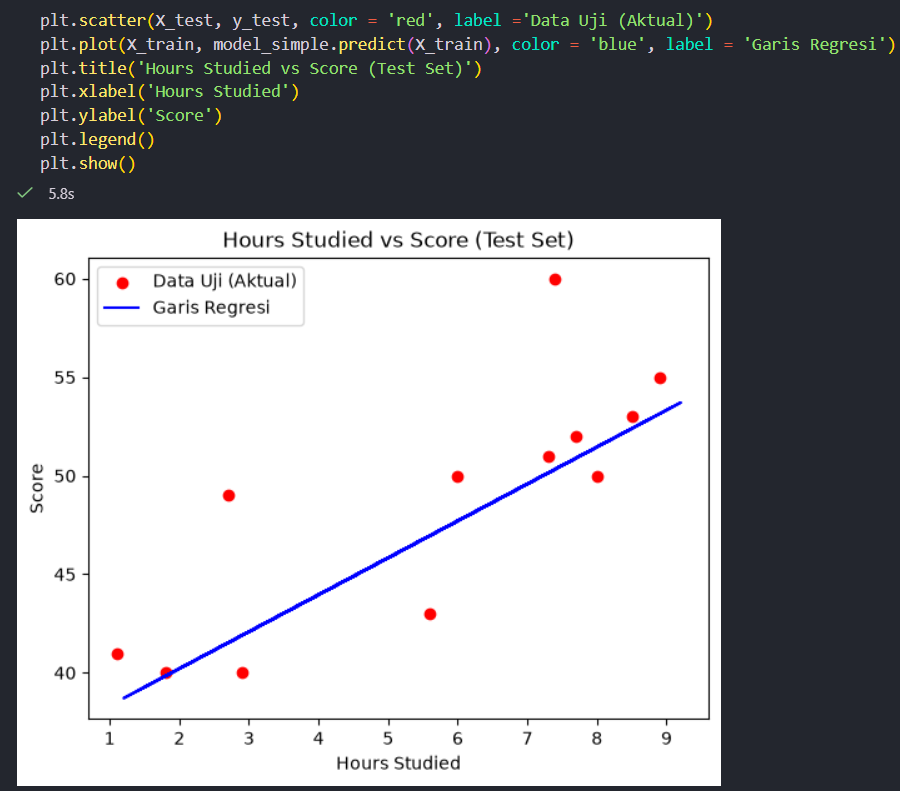 plt.scatter(X_test, y_test, color = 'red', label ='Data Uji (Aktual)')
plt.plot(X_train, model_simple.predict(X_train), color = 'blue', label = 'Garis Regresi')
plt.title('Hours Studied vs Score (Test Set)')
plt.xlabel('Hours Studied')
plt.ylabel('Score')
plt.legend()
plt.show()
5.8s
Hours Studied vs Score (Test Set)
Data Uji (Aktual)
Garis Regresi
60
55
50
45
40
Score
1 2 3 4 5 6 7 8 9
Hours Studied